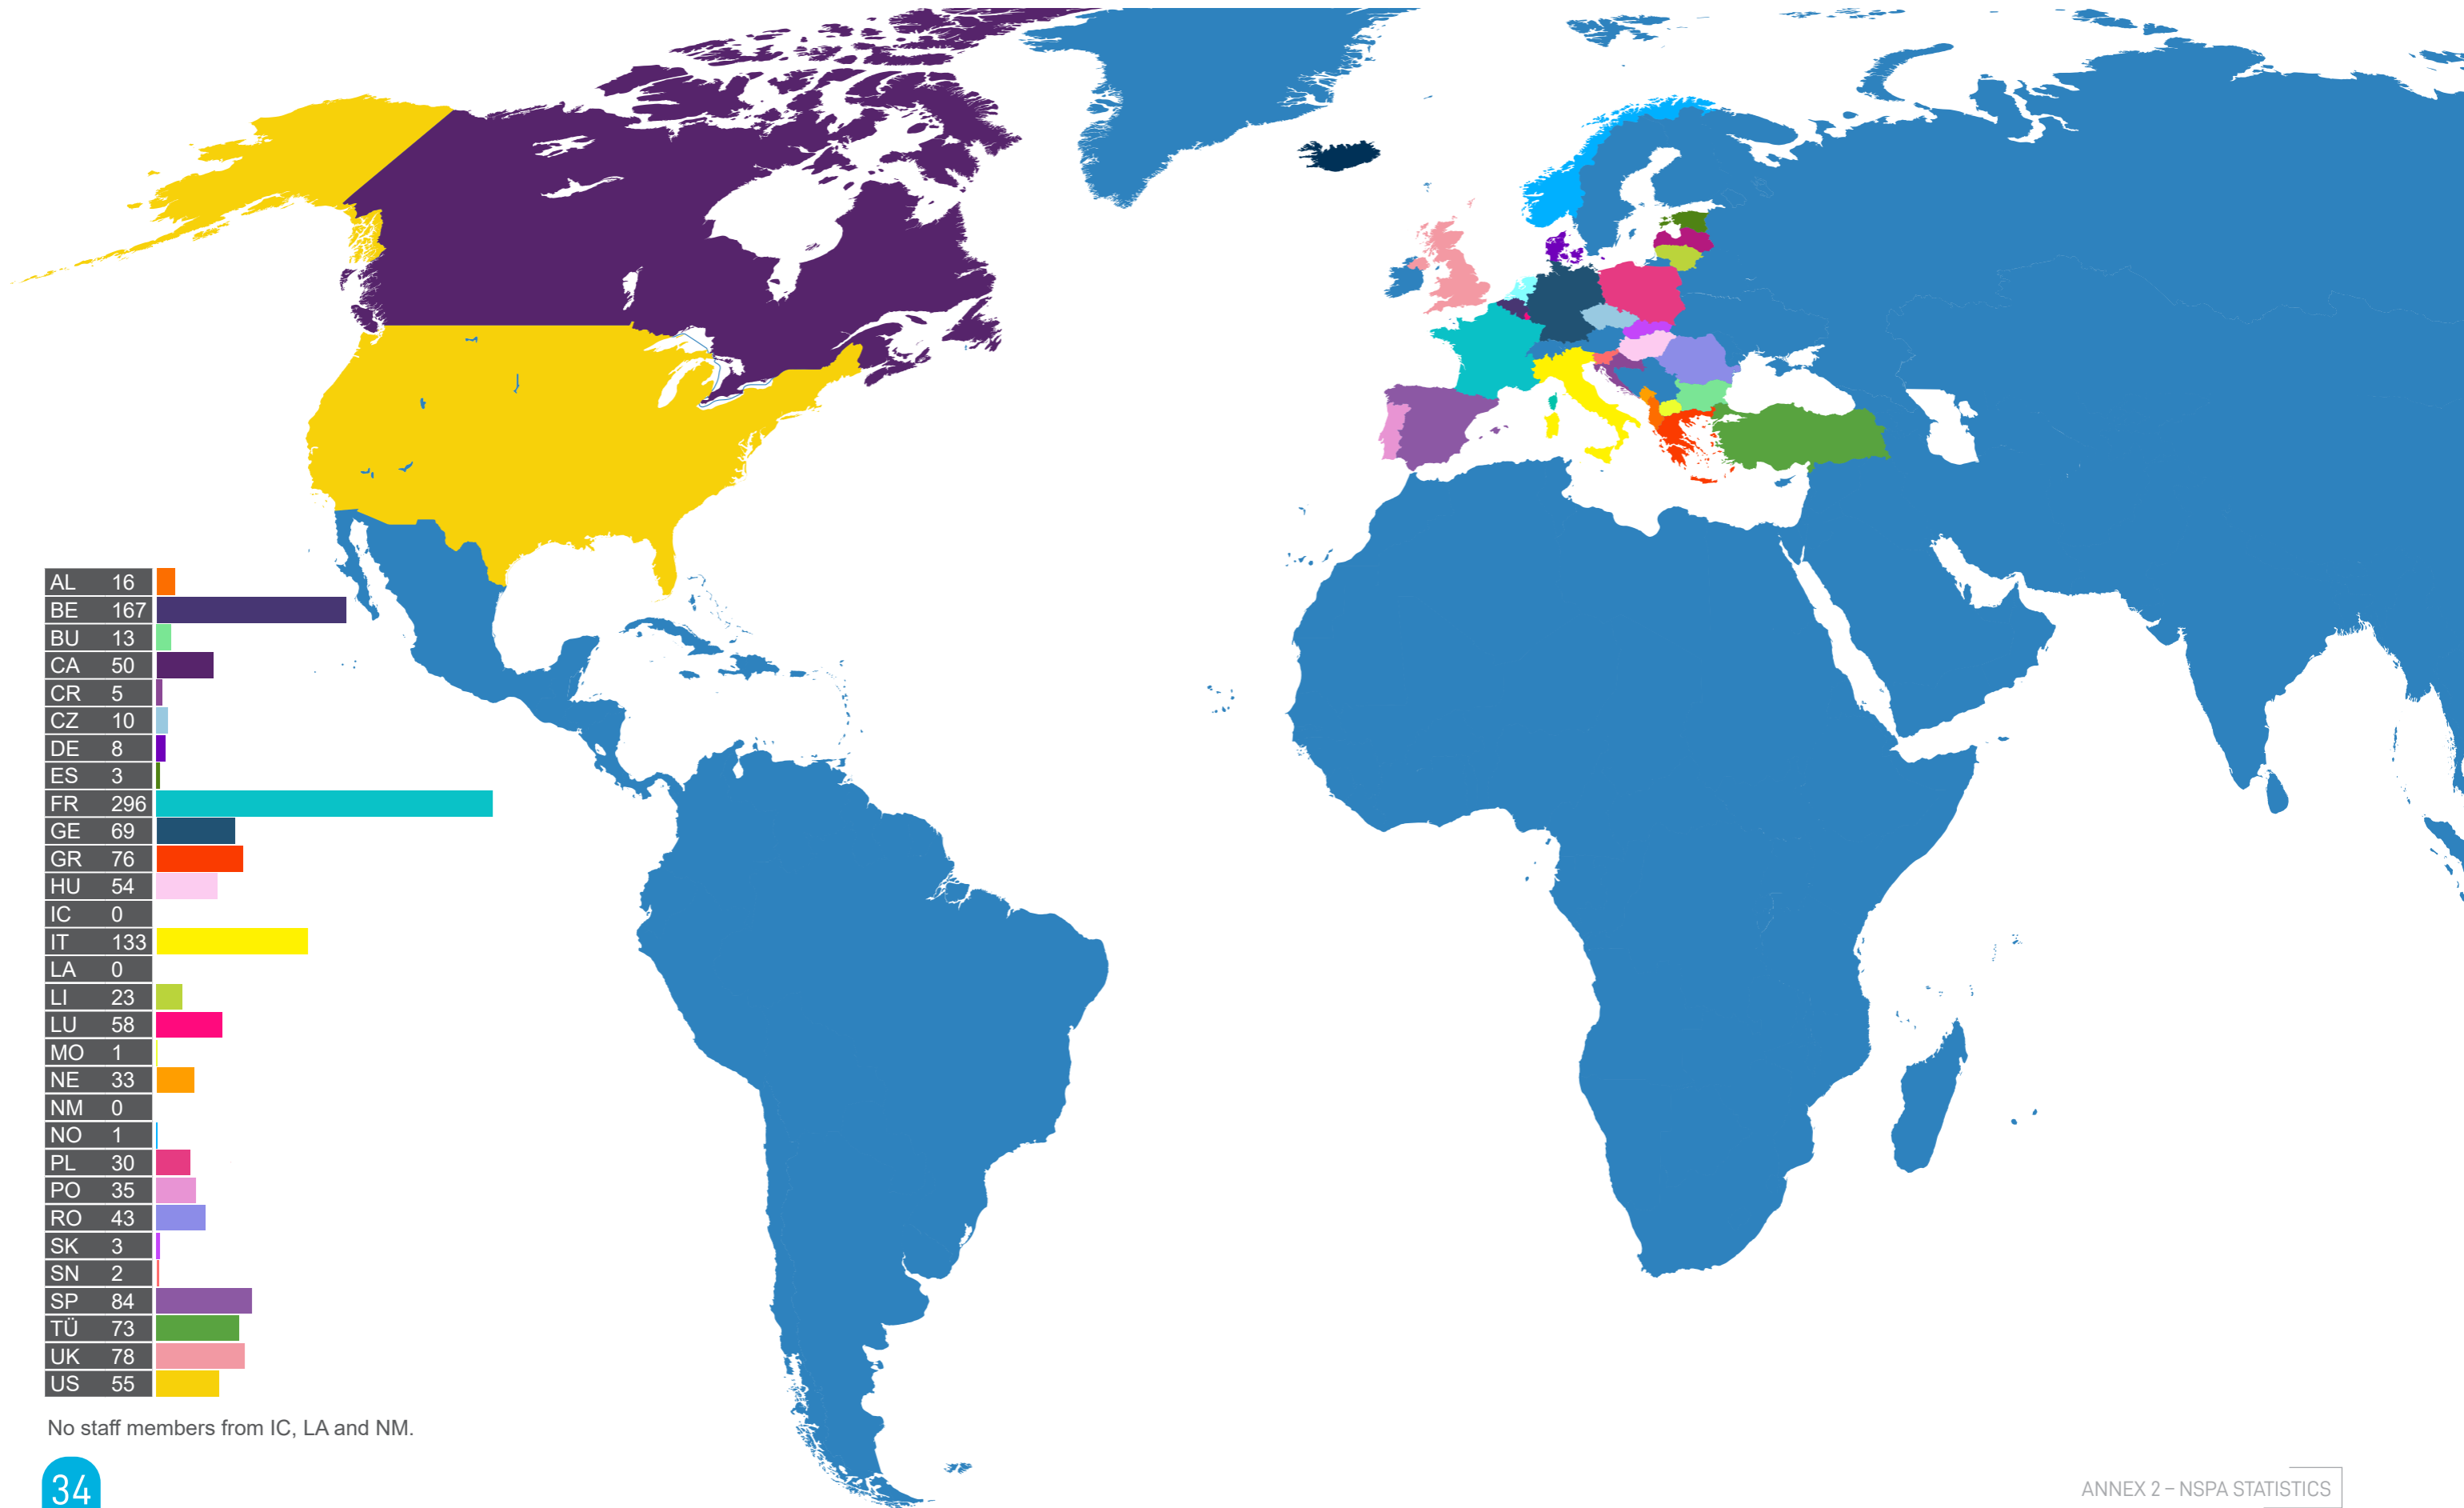 AL 16
BE 167
BU 13
CA 50
CR 5
CZ 10
DE 8
ES 3
FR 296
GE 69
GR 76
HU 54
IC 0
IT 133
LA 0
LI 23
LU 58
MO 1
NE 33
NM 0
NO 1
PL 30
PO 35
RO 43
SK 3
SN 2
SP 84
TÜ 73
UK 78
US 55
No staff members from IC, LA and NM.
34
ANNEX 2 – NSPA STATISTICS